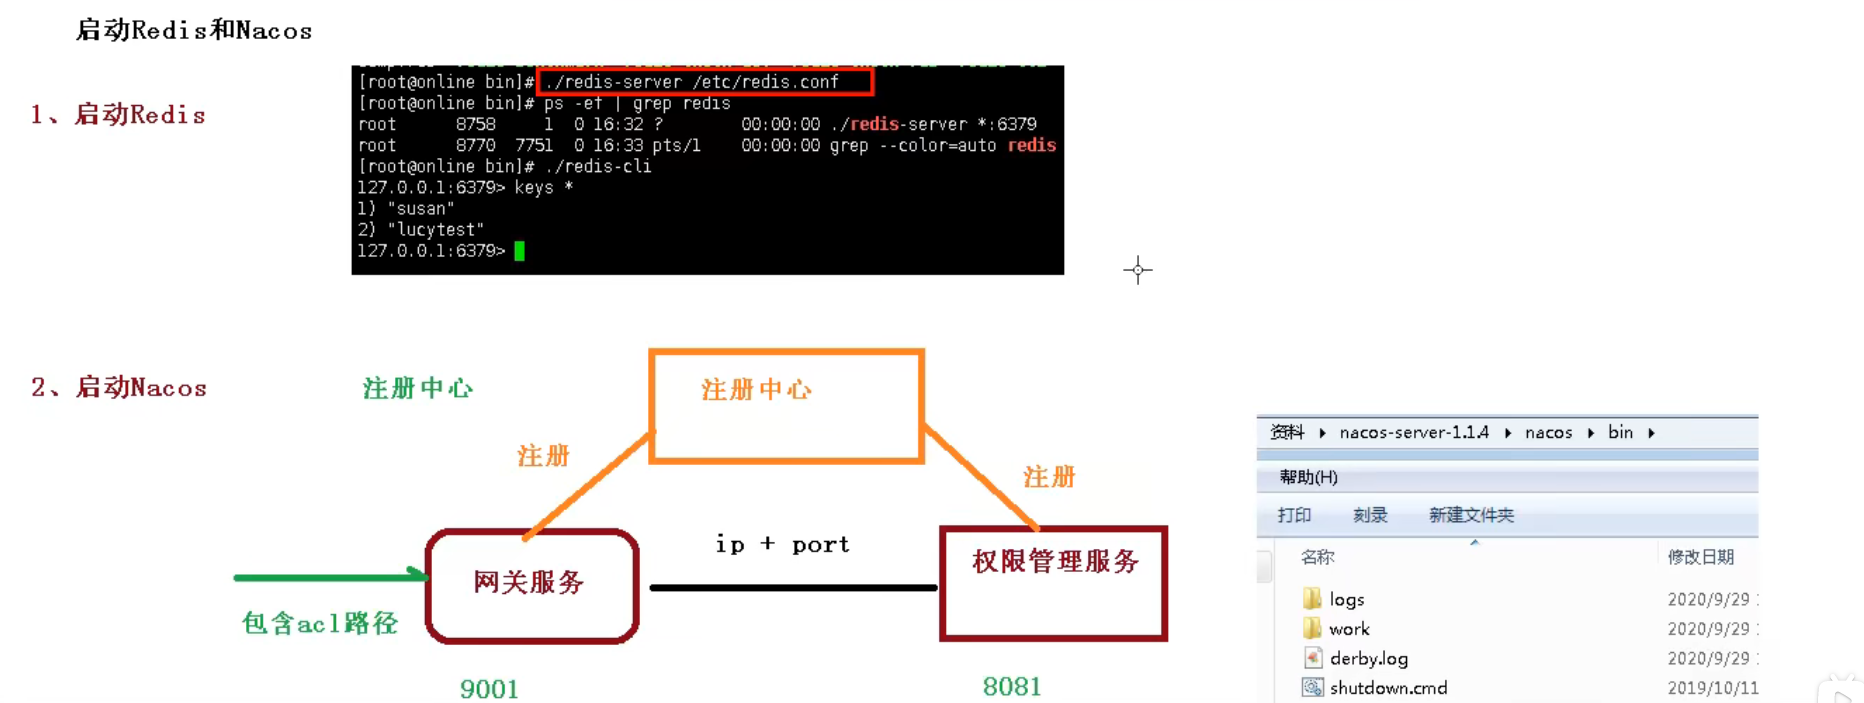 启动Redis和Nacos
1、启动Redis
[root@online bin]# ./redis-server /etc/redis.conf
[root@online bin]# ps -ef | grep redis
root 8758 1 0 16:32 ? 00:00:00 ./redis-server *:6379
root 8770 7751 0 16:33 pts/1 00:00:00 grep --color=auto redis
[root@online bin]# ./redis-cli
127.0.0.1:6379> keys *
1) "susan"
2) "lucytest"
127.0.0.1:6379>
2、启动Nacos
注册中心
注册中心
注册
注册
ip + port
网关服务
权限管理服务
包含acl路径
9001
8081
资料 nacos-server-1.1.4 nacos bin
帮助(H)
打印 刻录 新建文件夹
名称 修改日期
logs 2020/9/29
work 2020/9/29
derby.log 2020/9/29
shutdown.cmd 2019/10/11